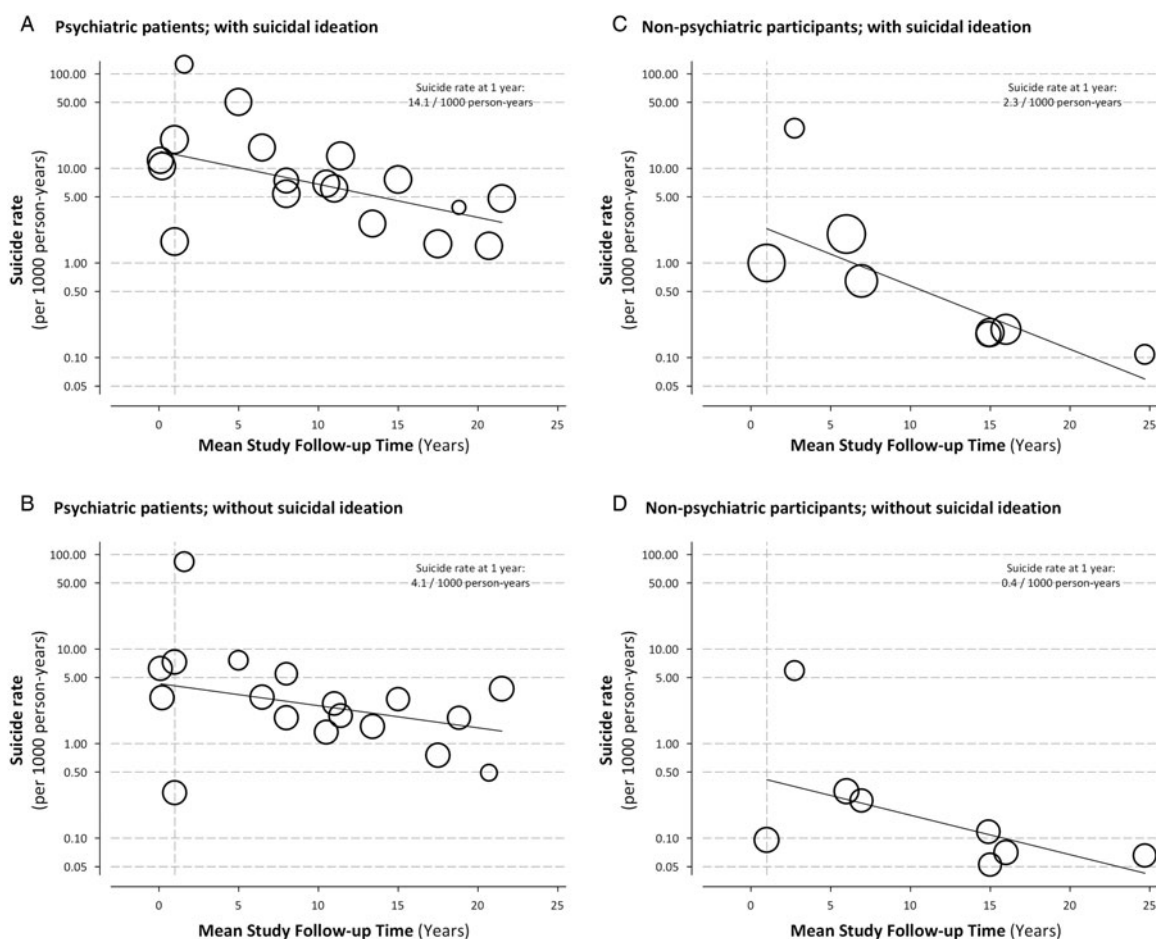 A Psychiatric patients; with suicidal ideation
Suicide rate at 1 year:
14.1 / 1000 person-years
100.00
50.00
10.00
5.00
1.00
0.50
0.10
0.05
Suicide rate
(per 1000 person-years)
0 5 10 15 20 25
Mean Study Follow-up Time (Years)
C Non-psychiatric participants; with suicidal ideation
Suicide rate at 1 year:
2.3 / 1000 person-years
100.00
50.00
10.00
5.00
1.00
0.50
0.10
0.05
Suicide rate
(per 1000 person-years)
0 5 10 15 20 25
Mean Study Follow-up Time (Years)
B Psychiatric patients; without suicidal ideation
Suicide rate at 1 year:
4.1 / 1000 person-years
100.00
50.00
10.00
5.00
1.00
0.50
0.10
0.05
Suicide rate
(per 1000 person-years)
0 5 10 15 20 25
Mean Study Follow-up Time (Years)
D Non-psychiatric participants; without suicidal ideation
Suicide rate at 1 year:
0.4 / 1000 person-years
100.00
50.00
10.00
5.00
1.00
0.50
0.10
0.05
Suicide rate
(per 1000 person-years)
0 5 10 15 20 25
Mean Study Follow-up Time (Years)